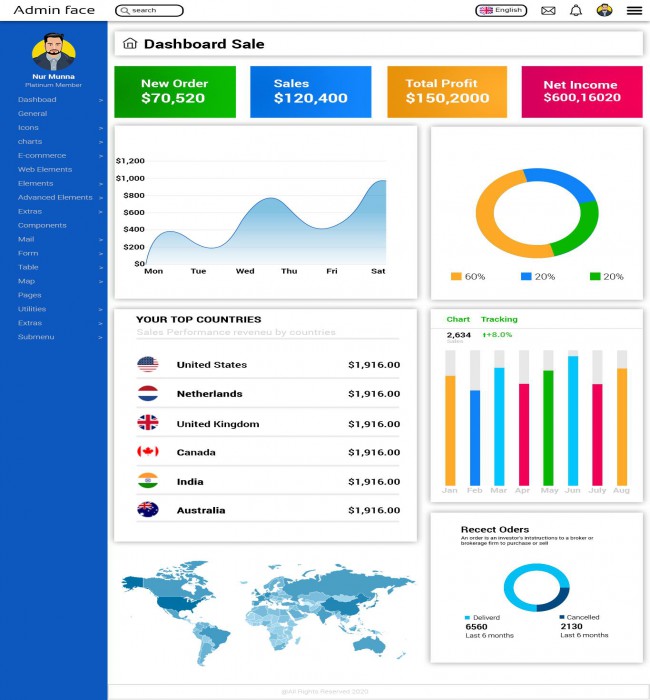 Admin face
search
English
Nur Munna
Platinum Member
Dashboad >
General
Icons >
charts >
E-commerce >
Web Elements
Elements >
Advanced Elements >
Extras >
Components
Mail >
Form >
Table >
Map >
Pages
Utilities >
Extras >
Submenu >
Dashboard Sale
New Order
$70,520
Sales
$120,400
Total Profit
$150,2000
Net Income
$600,16020
$1,200
$1,000
$800
$600
$400
$200
$0
Mon Tue Wed Thu Fri Sat
60% 20% 20%
YOUR TOP COUNTRIES
Sales Performance reveneu by countries
United States $1,916.00
Netherlands $1,916.00
United Kingdom $1,916.00
Canada $1,916.00
India $1,916.00
Australia $1,916.00
Chart Tracking
2,634 +8.0%
Sales
Jan Feb Mar Apr May Jun July Aug
Recect Oders
An order is an investor's intstructions to a broker or
brokerage firm to purchase or sell
Deliverd Cancelled
6560 2130
Last 6 months Last 6 months
@All Rights Reserved 2020